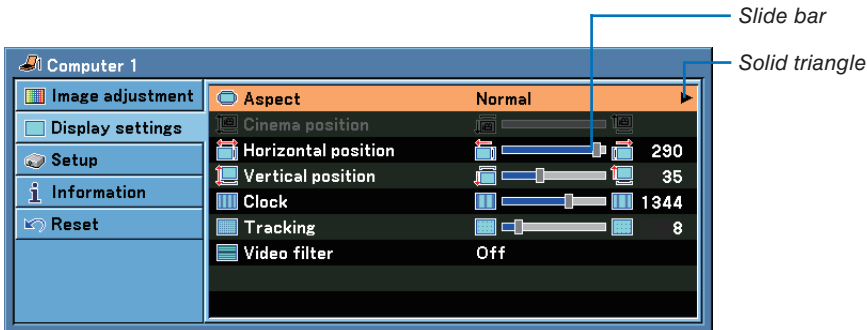 Slide bar
Solid triangle
Computer 1
Image adjustment
Display settings
Setup
Information
Reset
Aspect Normal
Cinema position
Horizontal position 290
Vertical position 35
Clock 1344
Tracking 8
Video filter Off